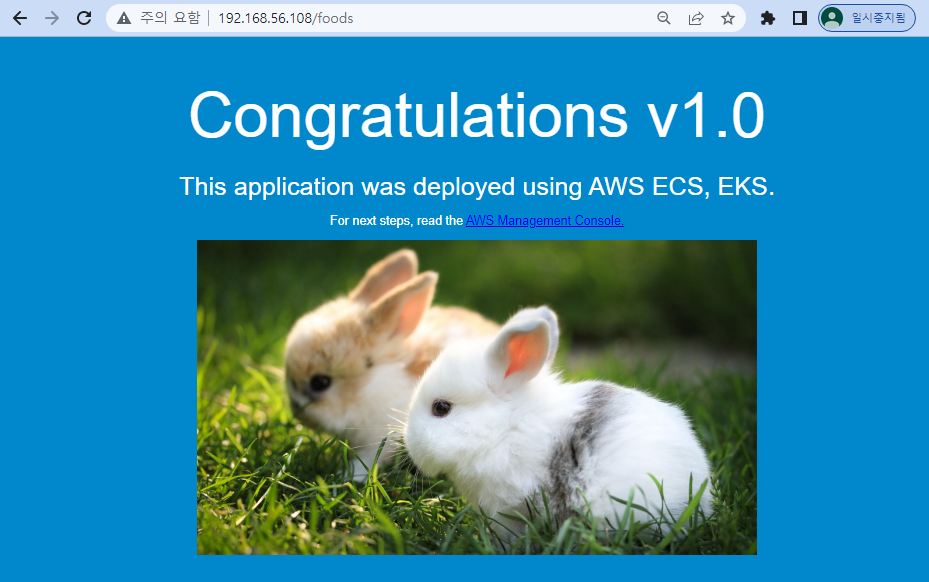 주의 요함 192.168.56.108/foods 일시중지됨
Congratulations v1.0
This application was deployed using AWS ECS, EKS.
For next steps, read the AWS Management Console.